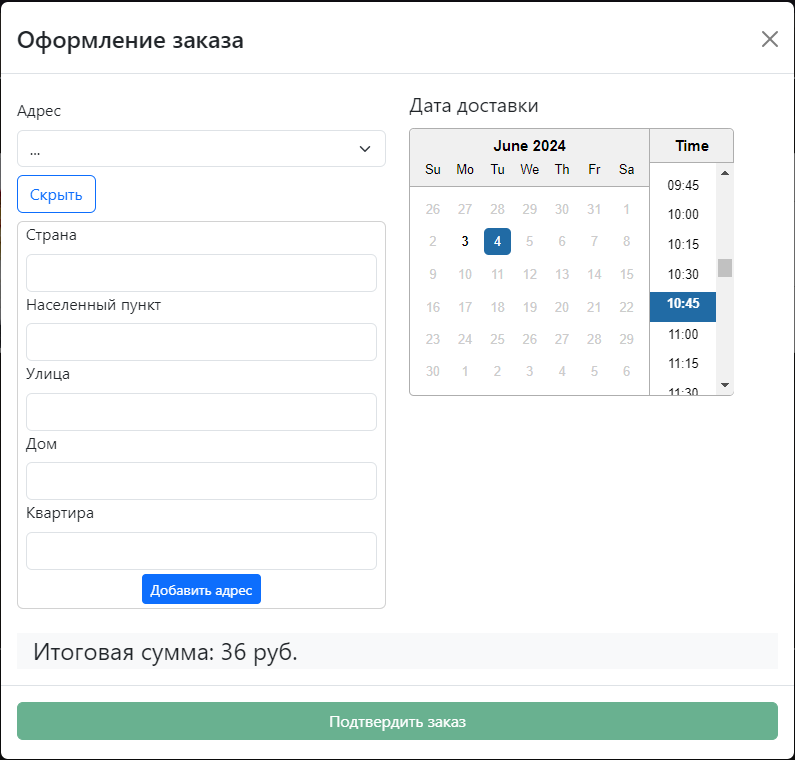 Оформление заказа
Адрес
...
Скрыть
Страна
Населенный пункт
Улица
Дом
Квартира
Добавить адрес
Дата доставки
June 2024
Su Mo Tu We Th Fr Sa
26 27 28 29 30 31 1
2 3 4 5 6 7 8
9 10 11 12 13 14 15
16 17 18 19 20 21 22
23 24 25 26 27 28 29
30 1 2 3 4 5 6
Time
09:45
10:00
10:15
10:30
10:45
11:00
11:15
11:30
Итоговая сумма: 36 руб.
Подтвердить заказ